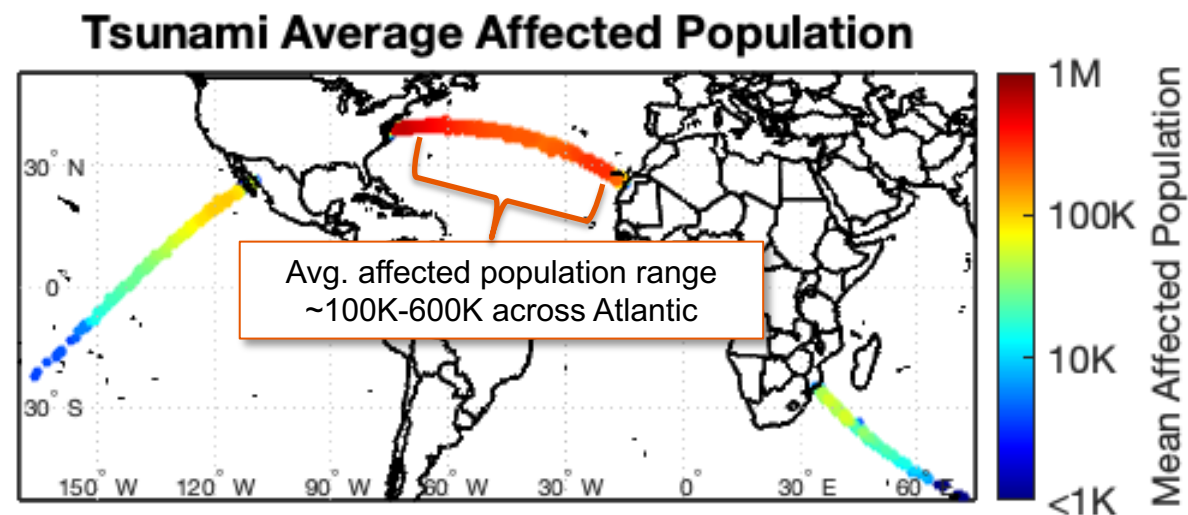 Tsunami Average Affected Population
1M
30° N
100K
Avg. affected population range
~100K-600K across Atlantic
0°
10K
30° S
150° W 120° W 90° W 60° W 30° W 0° 30° E 60° E
<1K
Mean Affected Population